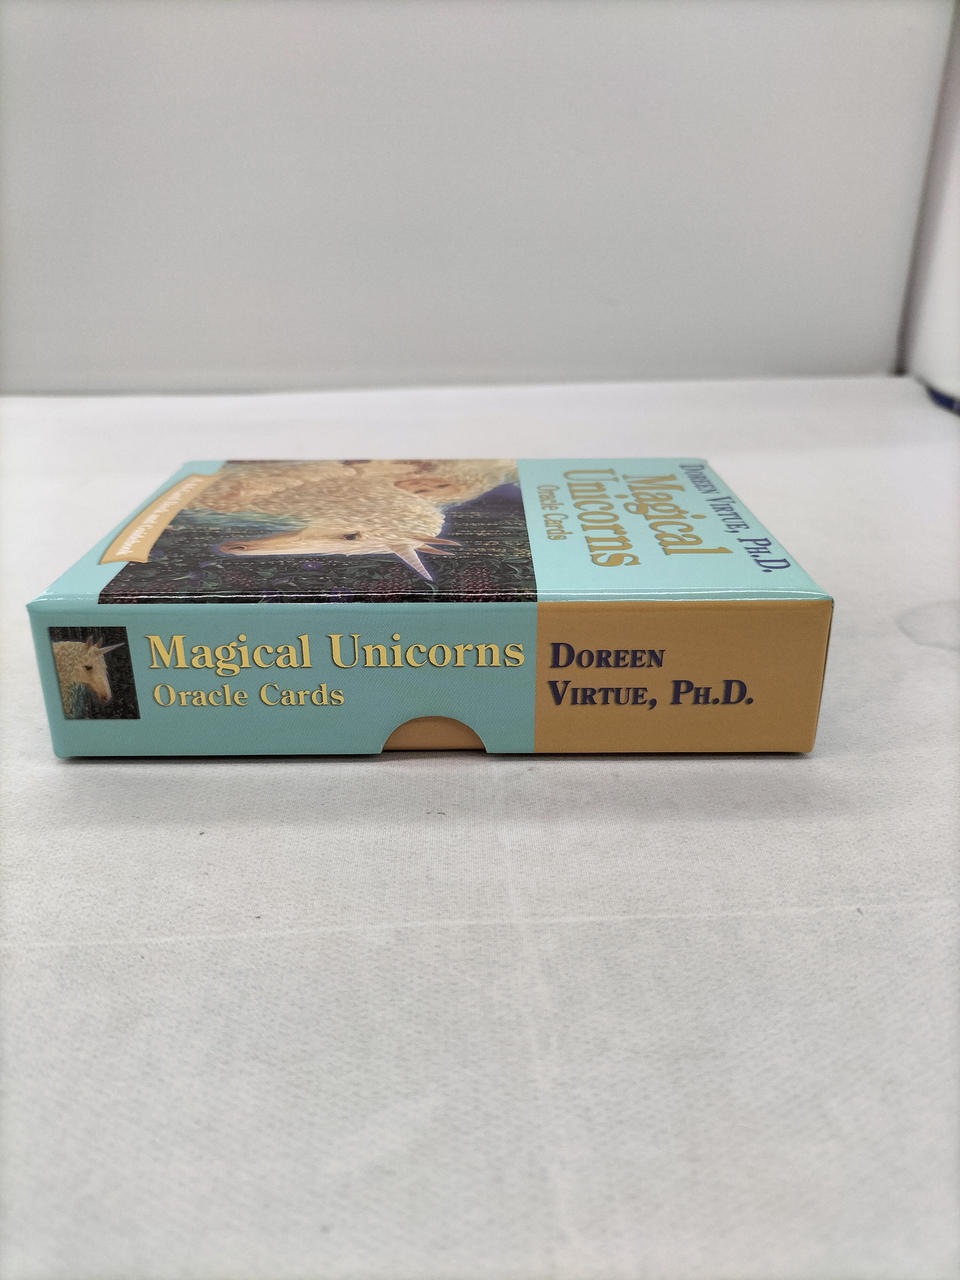 Doreen Virtue, Ph.D.
Magical
Unicorns
Oracle Cards
Magical Unicorns
Oracle Cards
Doreen
Virtue, Ph.D.